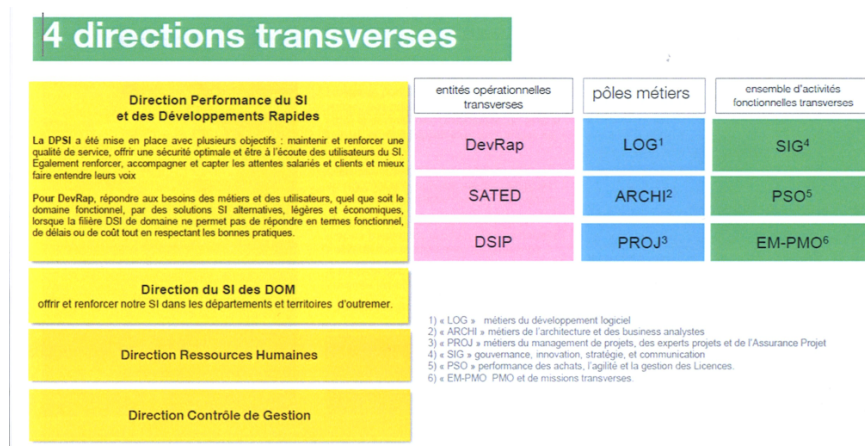 4 directions transverses
Direction Performance du SI
et des Développements Rapides
La DPSI a été mise en place avec plusieurs objectifs : maintenir et renforcer une
qualité de service, offrir une sécurité optimale et être à l'écoute des utilisateurs du SI.
Également renforcer, accompagner et capter les attentes salariés et clients et mieux
faire entendre leurs voix
Pour DevRap, répondre aux besoins des métiers et des utilisateurs, quel que soit le
domaine fonctionnel, par des solutions SI alternatives, légères et économiques,
lorsque la filière DSI de domaine ne permet pas de répondre en termes fonctionnel,
de délais ou de coût tout en respectant les bonnes pratiques.
Direction du SI des DOM
offrir et renforcer notre SI dans les départements et territoires d'outremer.
Direction Ressources Humaines
Direction Contrôle de Gestion
entités opérationnelles
transverses
pôles métiers
ensemble d'activités
fonctionnelles transverses
DevRap
LOG¹
SIG⁴
SATED
ARCHI²
PSO⁵
DSIP
PROJ³
EM-PMO⁶
1) « LOG » métiers du développement logiciel
2) « ARCHI » métiers de l'architecture et des business analystes
3) « PROJ » métiers du management de projets, des experts projets et de l'Assurance Projet
4) « SIG » gouvernance, innovation, stratégie, et communication
5) « PSO » performance des achats, l'agilité et la gestion des Licences.
6) « EM-PMO PMO et de missions transverses.